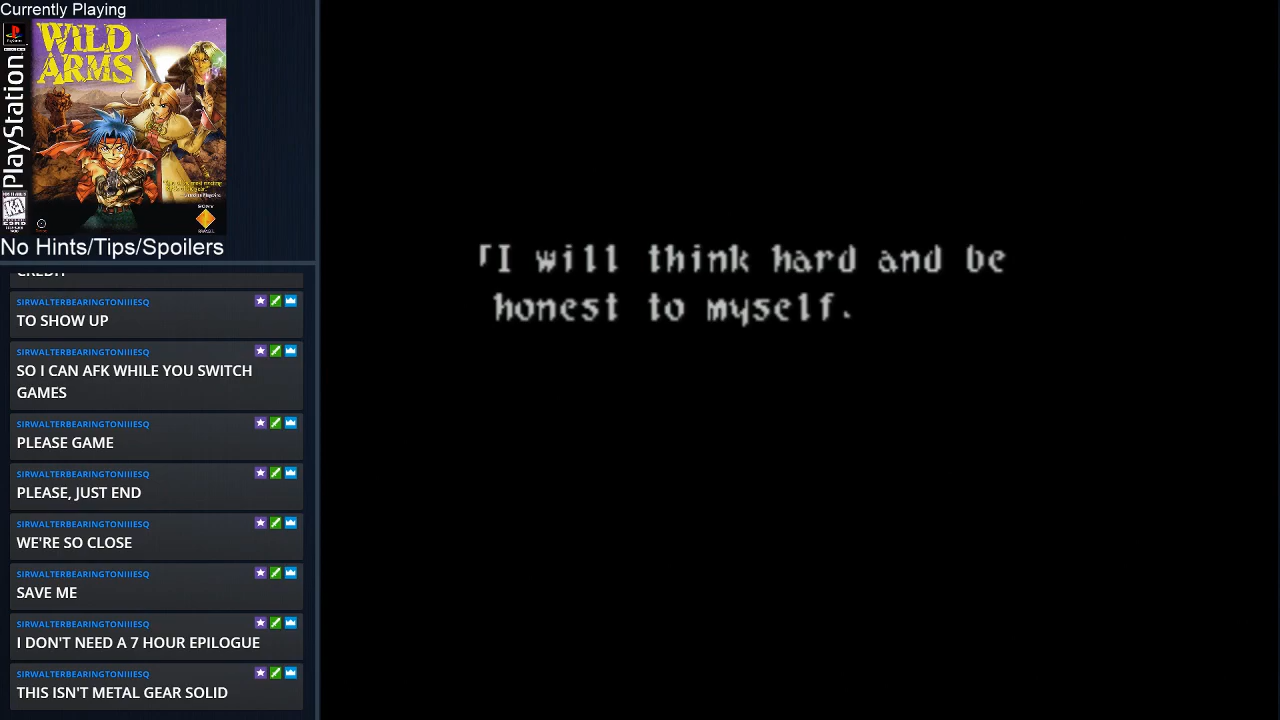 Currently Playing
PlayStation
WILD
ARMS
SONY
No Hints/Tips/Spoilers
SIRWALTERBEARINGTONIIIESQ
TO SHOW UP
SIRWALTERBEARINGTONIIIESQ
SO I CAN AFK WHILE YOU SWITCH
GAMES
SIRWALTERBEARINGTONIIIESQ
PLEASE GAME
SIRWALTERBEARINGTONIIIESQ
PLEASE, JUST END
SIRWALTERBEARINGTONIIIESQ
WE'RE SO CLOSE
SIRWALTERBEARINGTONIIIESQ
SAVE ME
SIRWALTERBEARINGTONIIIESQ
I DON'T NEED A 7 HOUR EPILOGUE
SIRWALTERBEARINGTONIIIESQ
THIS ISN'T METAL GEAR SOLID
「I will think hard and be
honest to myself.